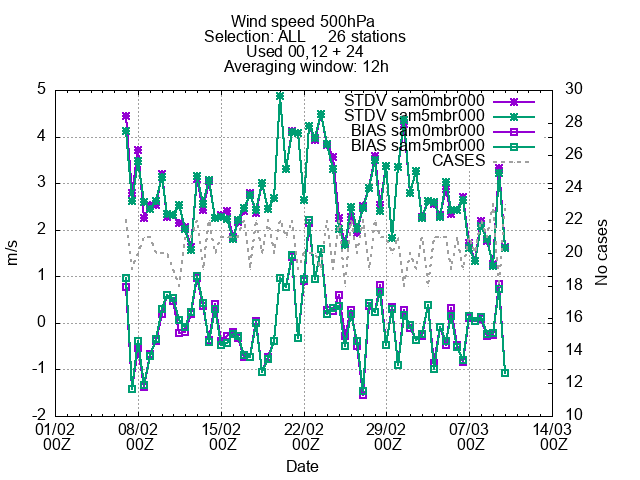 Wind speed 500hPa
Selection: ALL 26 stations
Used 00,12 + 24
Averaging window: 12h
STDV sam0mbr000
STDV sam5mbr000
BIAS sam0mbr000
BIAS sam5mbr000
CASES
5
4
3
2
1
0
-1
-2
m/s
30
28
26
24
22
20
18
16
14
12
10
No cases
01/02 08/02 15/02 22/02 29/02 07/03 14/03
00Z 00Z 00Z 00Z 00Z 00Z 00Z
Date